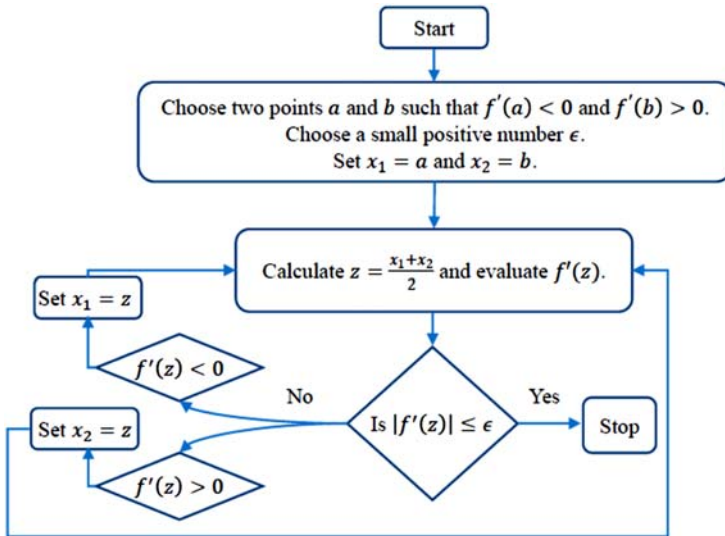 Start
Choose two points a and b such that f′(a) < 0 and f′(b) > 0.
Choose a small positive number ϵ.
Set x₁ = a and x₂ = b.
Calculate z = (x₁+x₂)/2 and evaluate f′(z).
Set x₁ = z
f′(z) < 0
No
Is |f′(z)| ≤ ϵ
Yes
Stop
Set x₂ = z
f′(z) > 0